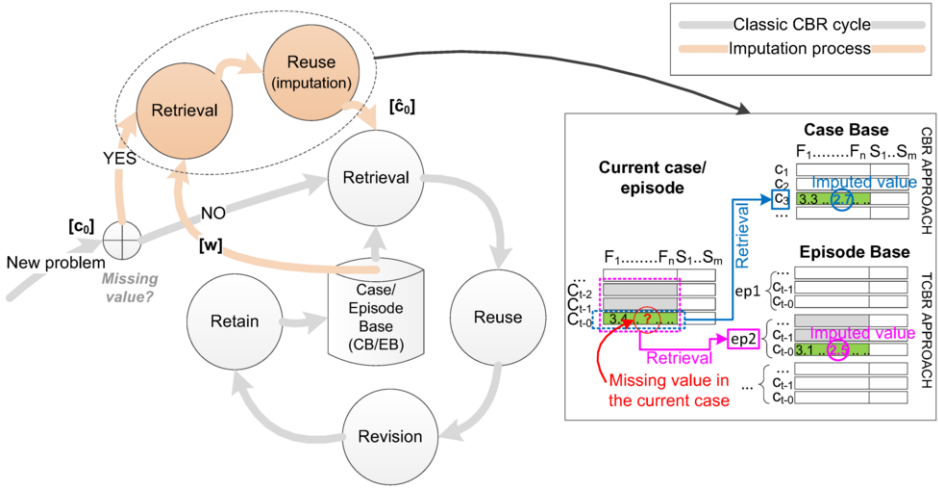 Classic CBR cycle
Imputation process
Reuse
(imputation)
Retrieval
[ĉ₀]
YES
Retrieval
NO
[c₀]
[w]
New problem
Missing
value?
Case/
Episode
Base
(CB/EB)
Retain
Reuse
Revision
Current case/
episode
Case Base
F₁........Fₙ S₁..Sₘ
c₁
c₂
Imputed value
c₃
3.3 .. 2.7.. ..
...
CBR APPROACH
Retrieval
Episode Base
F₁........FₙS₁..Sₘ
...
Cₜ₋₂
Cₜ₋₁
Cₜ₋₀
3.4.. ? .. ..
ep1
...
Cₜ₋₁
Cₜ₋₀
ep2
...
Cₜ₋₁
Imputed value
Cₜ₋₀
3.1 .. 2.5 .. ..
Retrieval
Missing value in
the current case
...
...
Cₜ₋₁
Cₜ₋₀
TCBR APPROACH